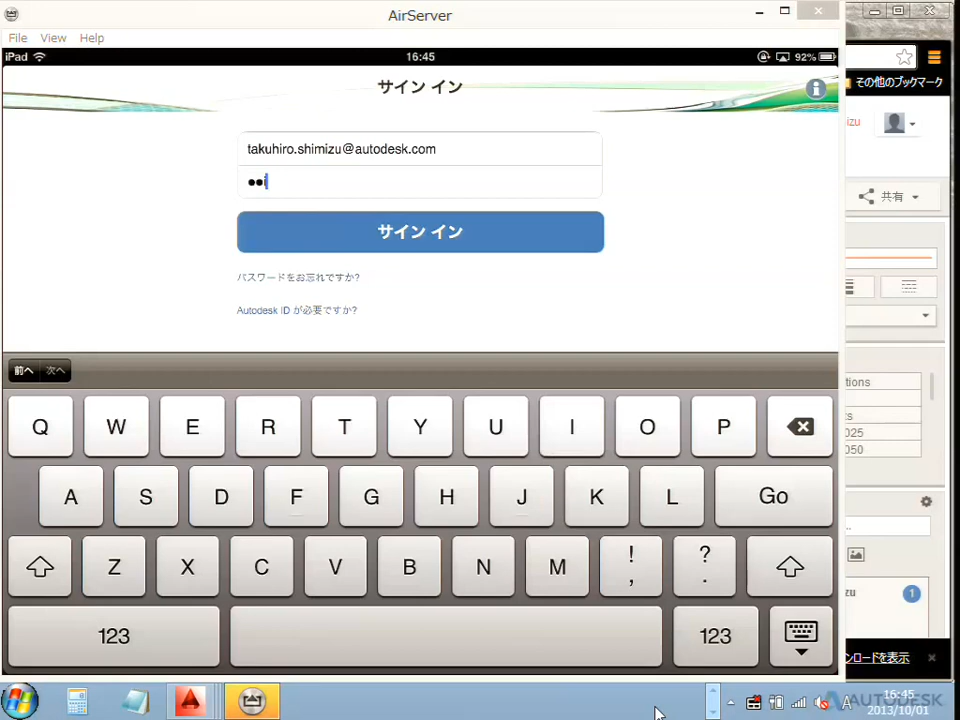 AirServer
File View Help
iPad 16:45 92%
サイン イン
takuhiro.shimizu@autodesk.com
●●i
サイン イン
パスワードをお忘れですか?
Autodesk ID が必要ですか?
前へ 次へ
Q W E R T Y U I O P
A S D F G H J K L Go
Z X C V B N M ! , ? .
123 123
その他のブックマーク
共有
025
050
1
ンロードを表示
A
16:45
2013/10/01
AUTODESK